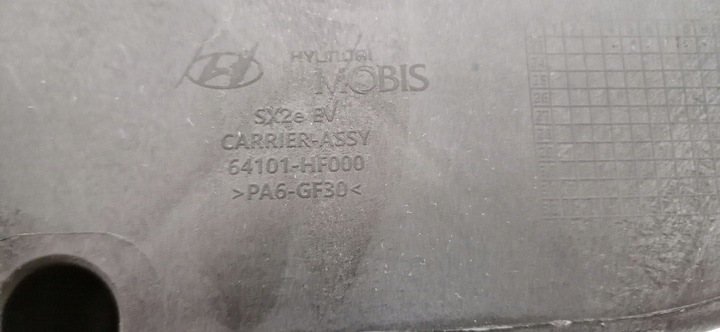 HYUNDAI
MOBIS
SX2e EV
CARRIER-ASSY
64101-HF000
>PA6-GF30<